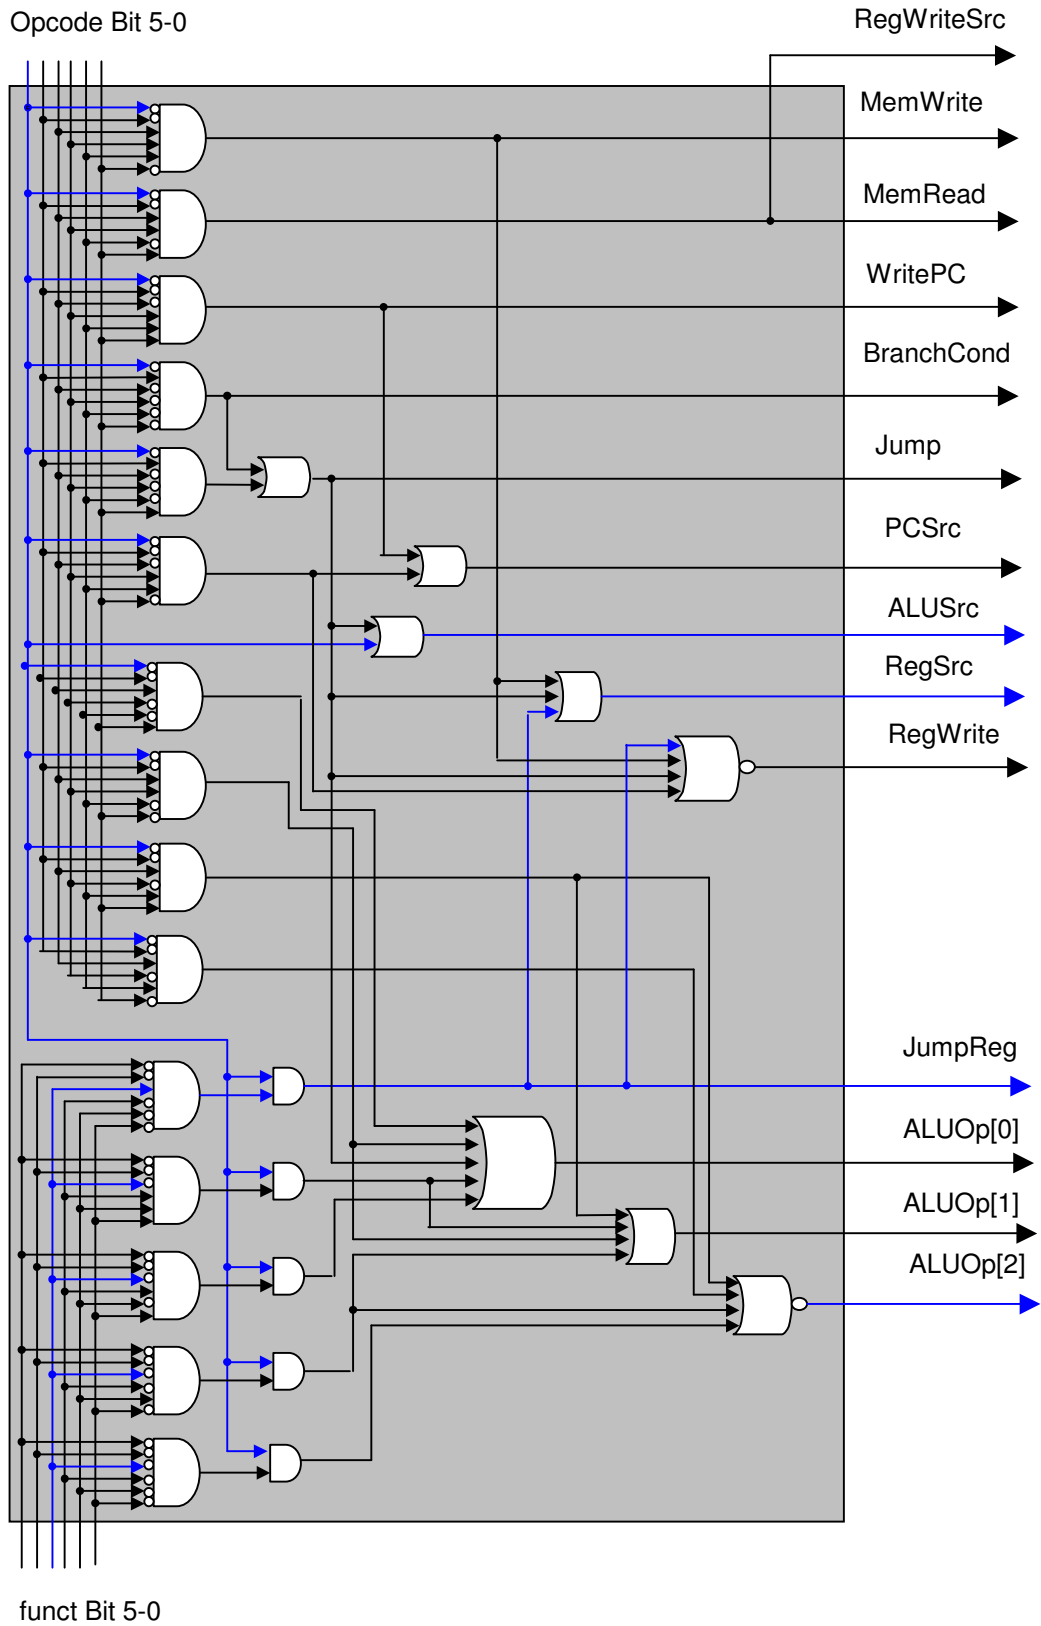 Opcode Bit 5-0
RegWriteSrc
MemWrite
MemRead
WritePC
BranchCond
Jump
PCSrc
ALUSrc
RegSrc
RegWrite
JumpReg
ALUOp[0]
ALUOp[1]
ALUOp[2]
funct Bit 5-0